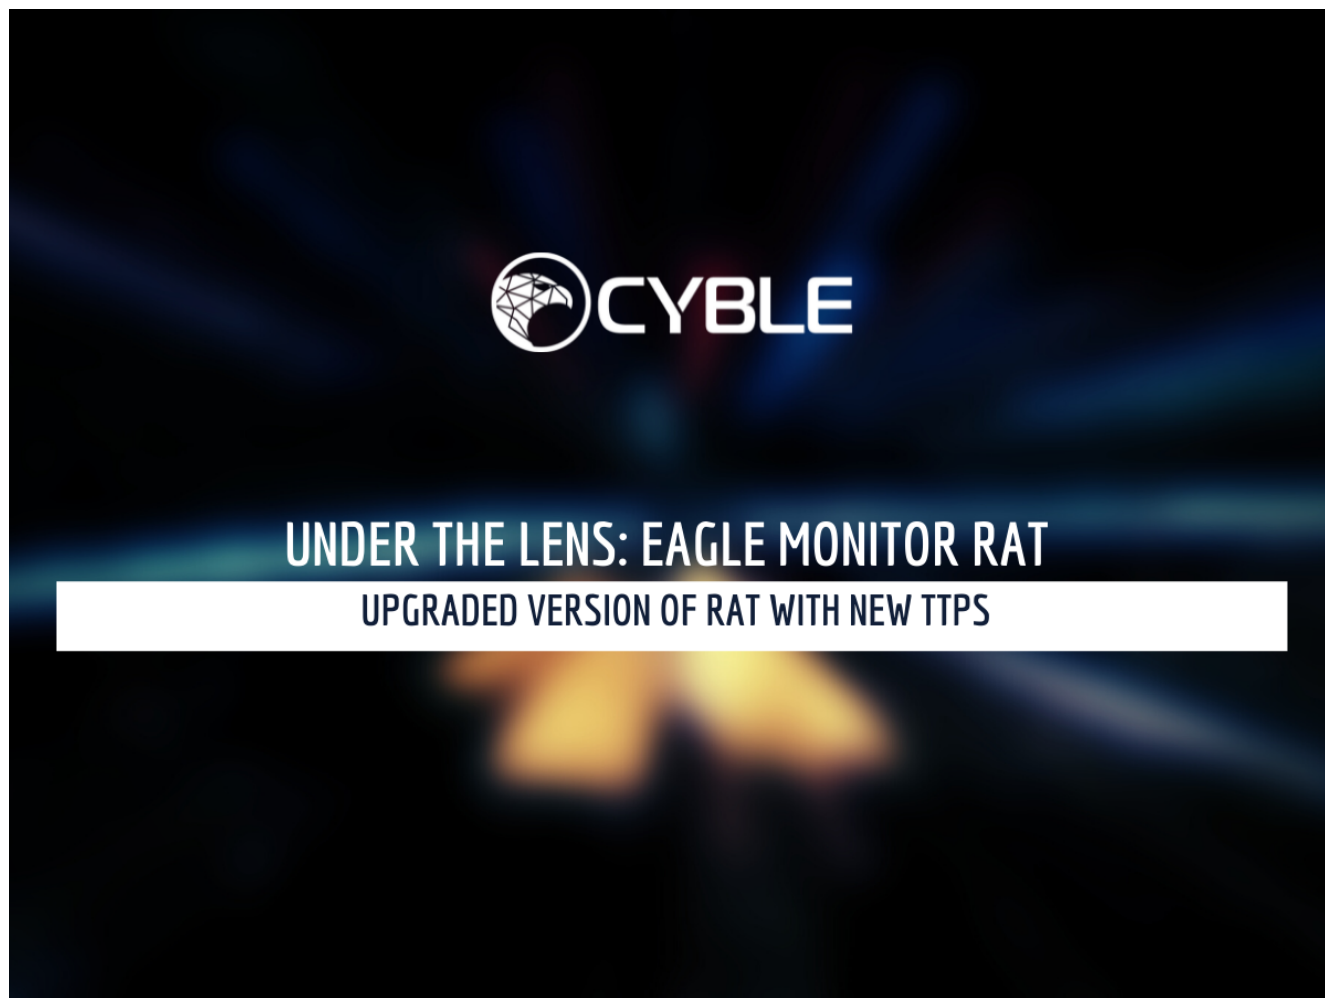 CYBLE
UNDER THE LENS: EAGLE MONITOR RAT
UPGRADED VERSION OF RAT WITH NEW TTPS